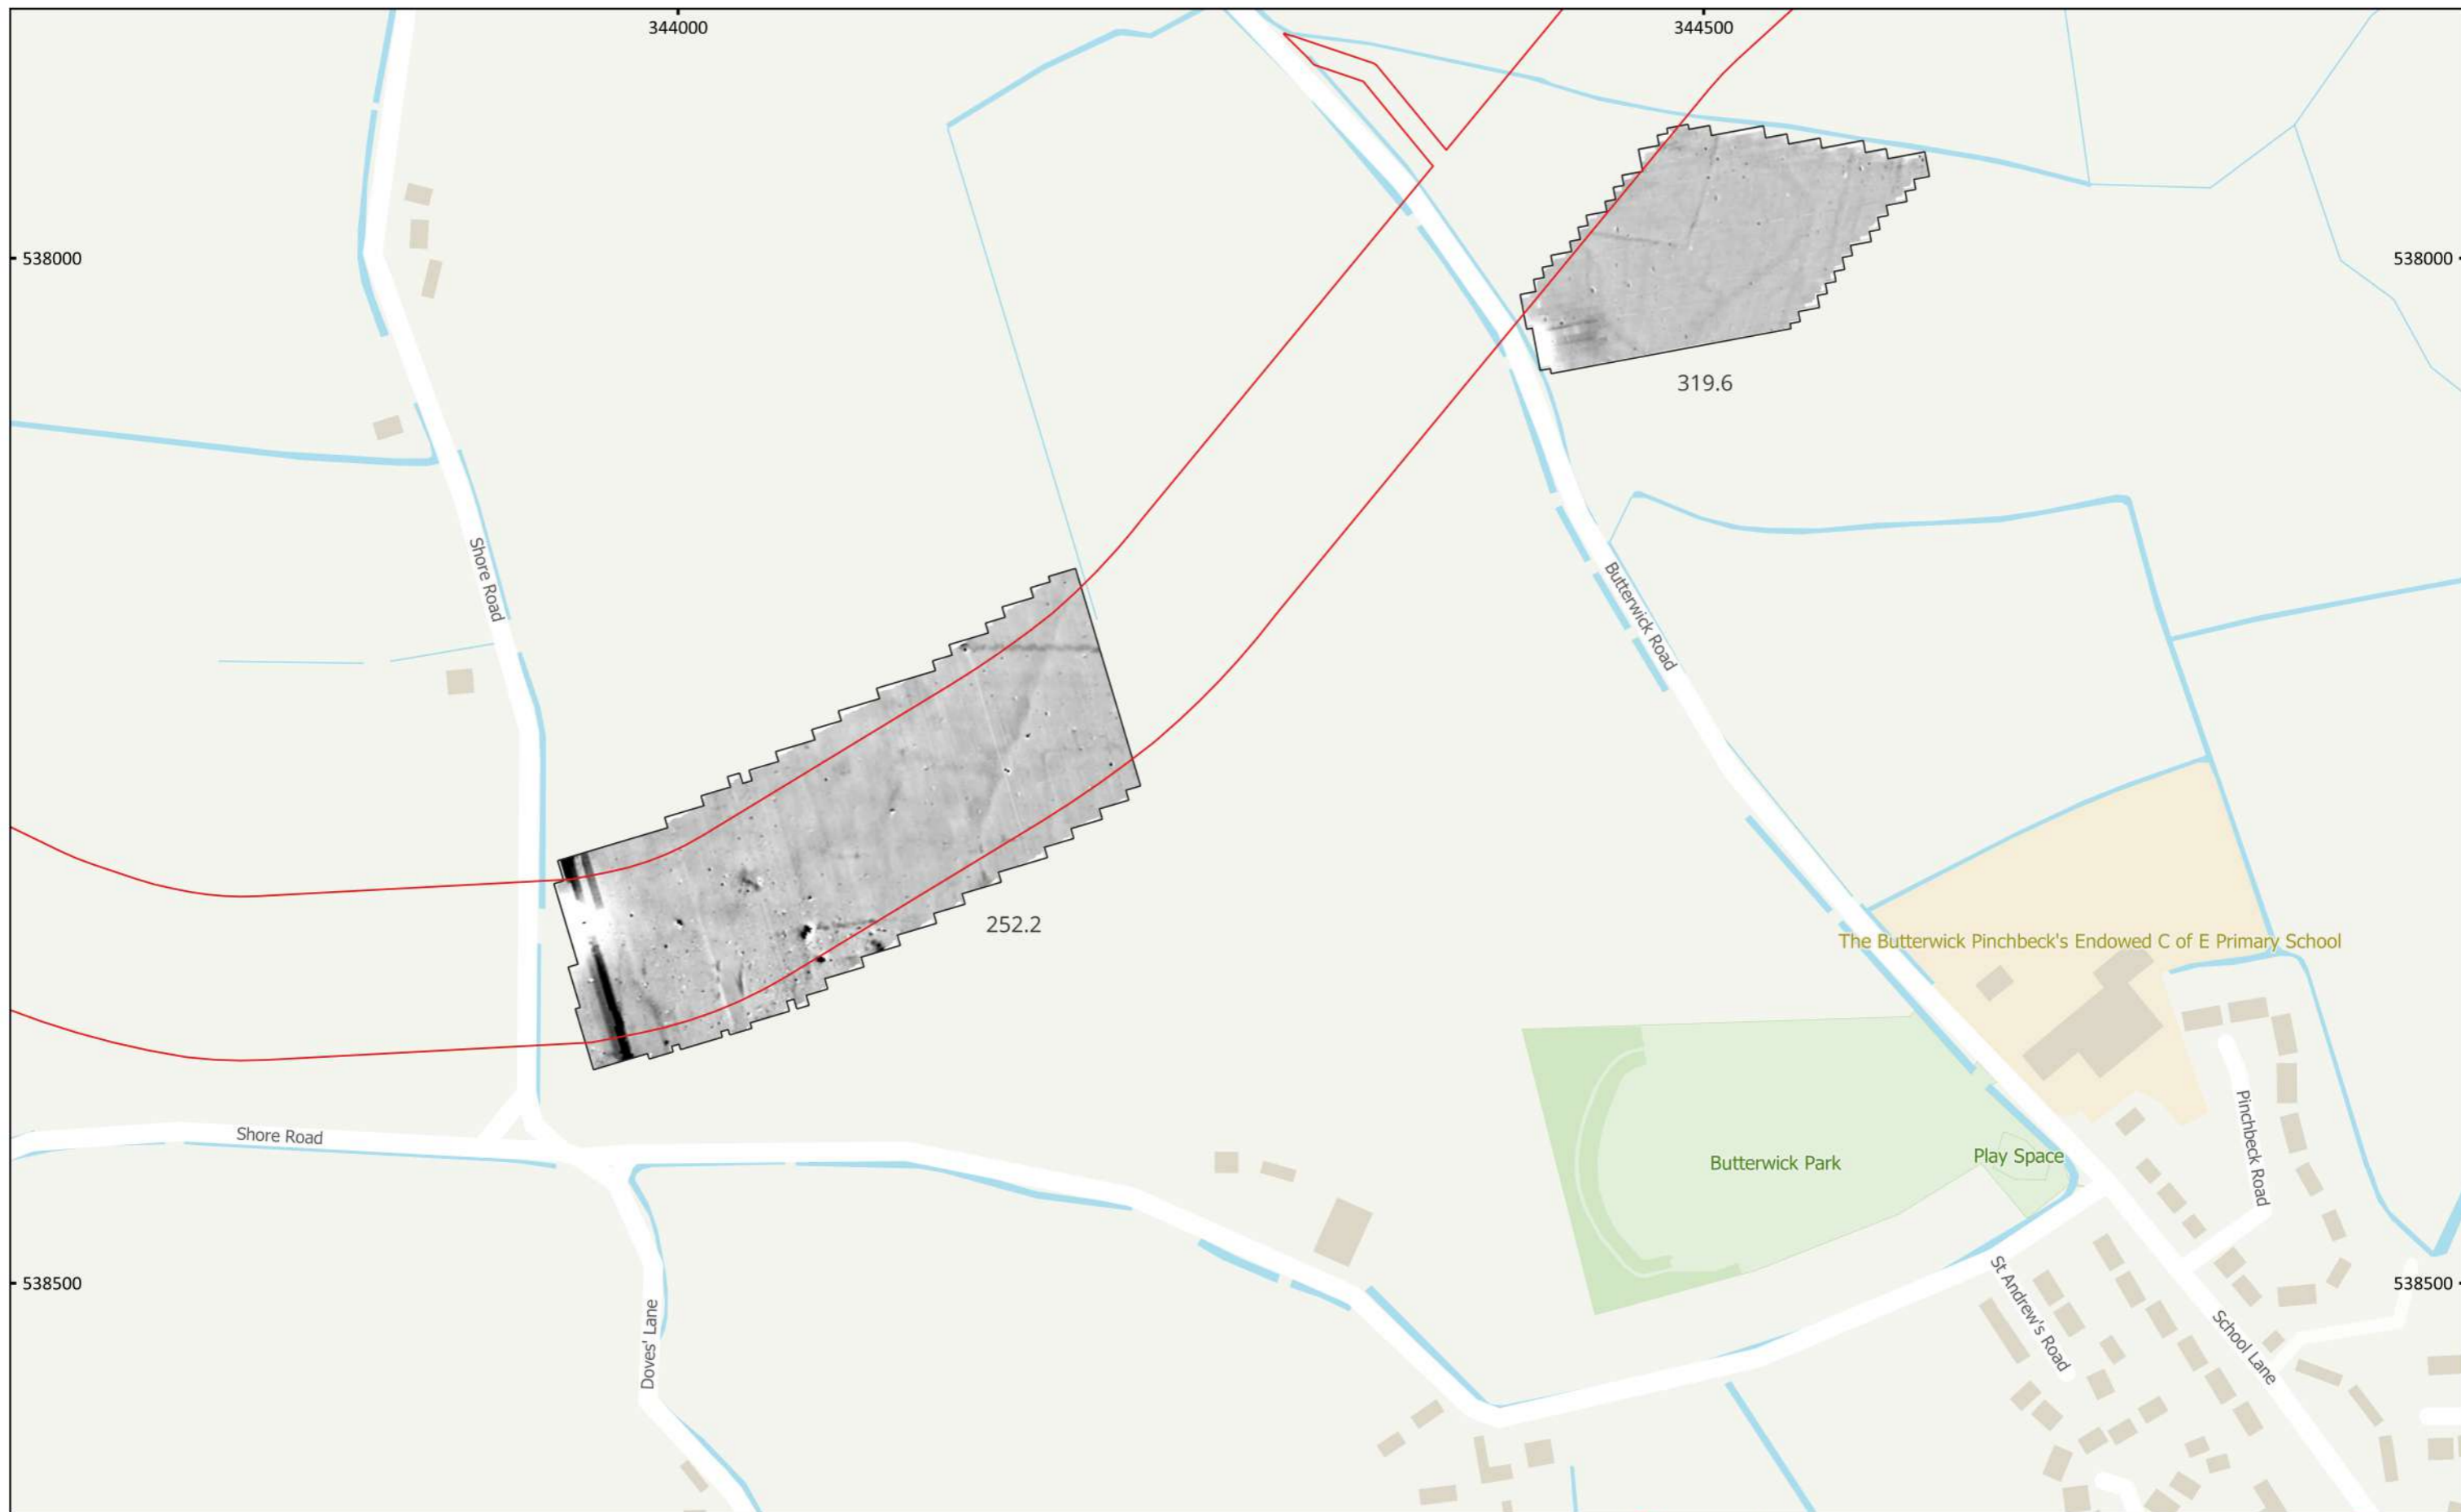 344000
344500
538000
538000
319.6
Shore Road
Butterwick Road
252.2
The Butterwick Pinchbeck's Endowed C of E Primary School
Shore Road
Pinchbeck Road
Butterwick Park
Play Space
538500
538500
Doves' Lane
St Andrew's Road
School Lane